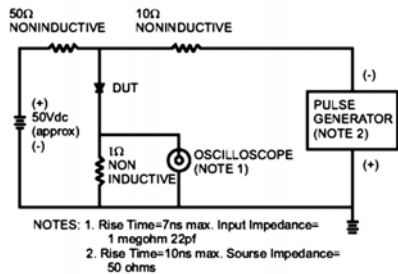 50Ω
NONINDUCTIVE
10Ω
NONINDUCTIVE
(+)
50Vdc
(approx)
(-)
DUT
(-)
PULSE
GENERATOR
(NOTE 2)
(+)
1Ω
NON
INDUCTIVE
OSCILLOSCOPE
(NOTE 1)
NOTES: 1. Rise Time=7ns max. Input Impedance=
1 megohm 22pf
2. Rise Time=10ns max. Sourse Impedance=
50 ohms